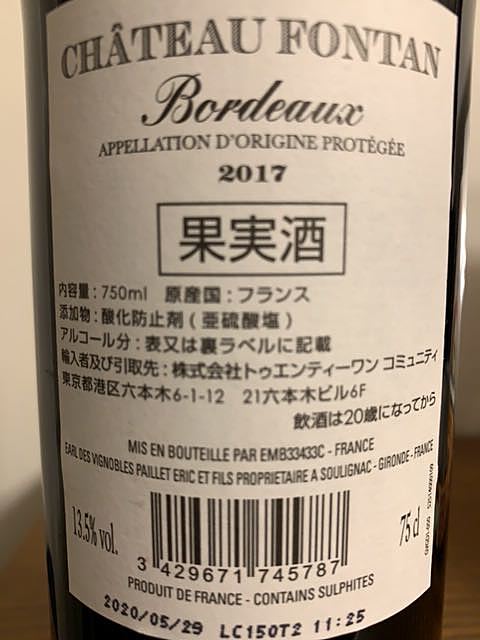 CHÂTEAU FONTAN
Bordeaux
APPELLATION D'ORIGINE PROTÉGÉE
2017
果実酒
内容量:750ml 原産国:フランス
添加物:酸化防止剤(亜硫酸塩)
アルコール分:表又は裏ラベルに記載
輸入者及び引取先:株式会社トゥエンティーワン コミュニティ
東京都港区六本木6-1-12 21六本木ビル6F
飲酒は20歳になってから
MIS EN BOUTEILLE PAR EMB33433C - FRANCE
EARL DES VIGNOBLES PAILLET ERIC ET FILS PROPRIETAIRE A SOULIGNAC - GIRONDE - FRANCE
13.5% vol.
75 cl
3 429671 745787
PRODUIT DE FRANCE - CONTAINS SULPHITES
2020/05/29 LC150T2 11:25